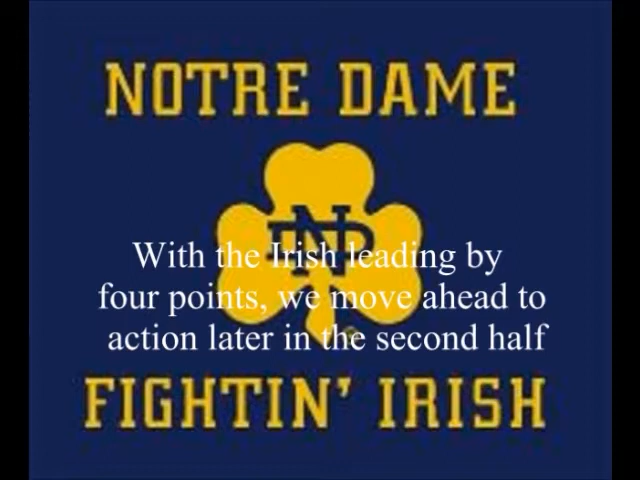 NOTRE DAME
ND
With the Irish leading by
four points, we move ahead to
action later in the second half
FIGHTIN' IRISH